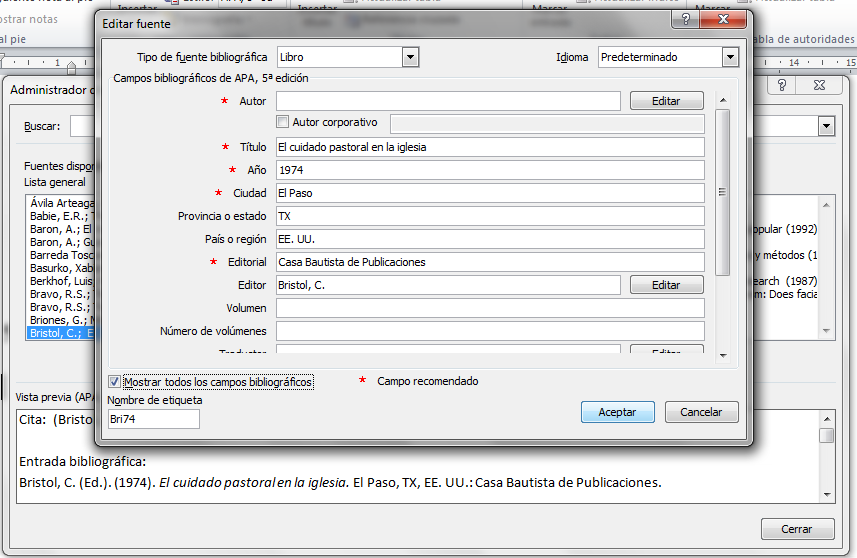 Insertar
Insertar
Marcar
Marcar
ostrar notas
al pie
abla de autoridades
Editar fuente
1
14
15
Tipo de fuente bibliográfica Libro Idioma Predeterminado
Campos bibliográficos de APA, 5ª edición
* Autor Editar
Autor corporativo
* Título El cuidado pastoral en la iglesia
* Año 1974
* Ciudad El Paso
Provincia o estado TX
País o región EE. UU.
* Editorial Casa Bautista de Publicaciones
Editor Bristol, C. Editar
Volumen
Número de volúmenes
Traductor Editar
Mostrar todos los campos bibliográficos * Campo recomendado
Nombre de etiqueta
Bri74
Aceptar Cancelar
Administrador
Buscar:
Fuentes dispo
Lista general
Ávila Arteaga
Babie, E.R.; T
Baron, A.; El opular (1992)
Baron, A.; Gu
Barreda Tosc y métodos (1
Basurko, Xab
Berkhof, Luis; earch (1987)
Bravo, R.S.; T m: Does facia
Bravo, R.S.; T
Briones, G.; M
Bristol, C.; E
Vista previa (APA
Cita: (Bristo
Entrada bibliográfica:
Bristol, C. (Ed.). (1974). El cuidado pastoral en la iglesia. El Paso, TX, EE. UU.: Casa Bautista de Publicaciones.
Cerrar